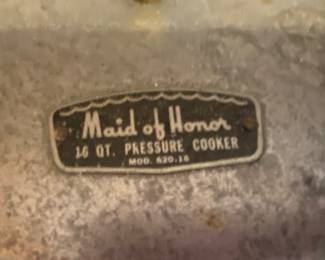 Maid of Honor
16 QT. PRESSURE COOKER
MOD. 620.16